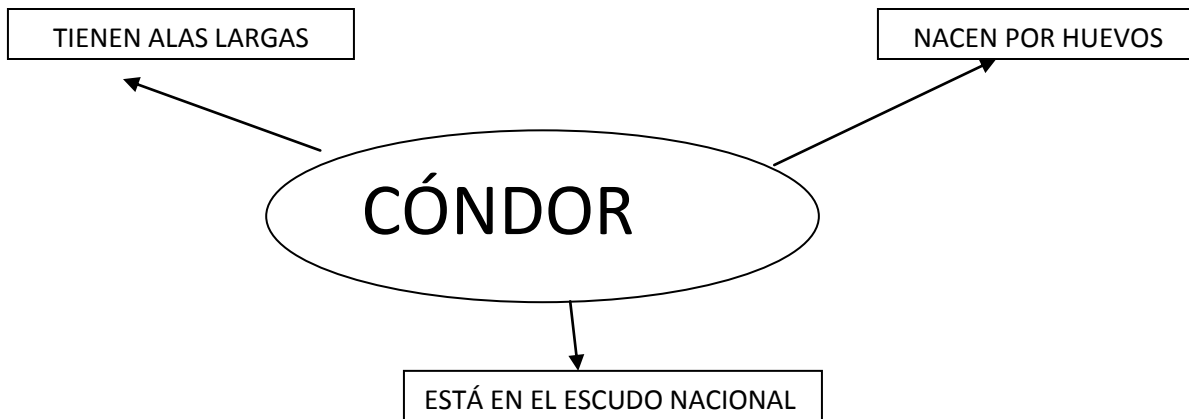 TIENEN ALAS LARGAS
NACEN POR HUEVOS
CÓNDOR
ESTÁ EN EL ESCUDO NACIONAL